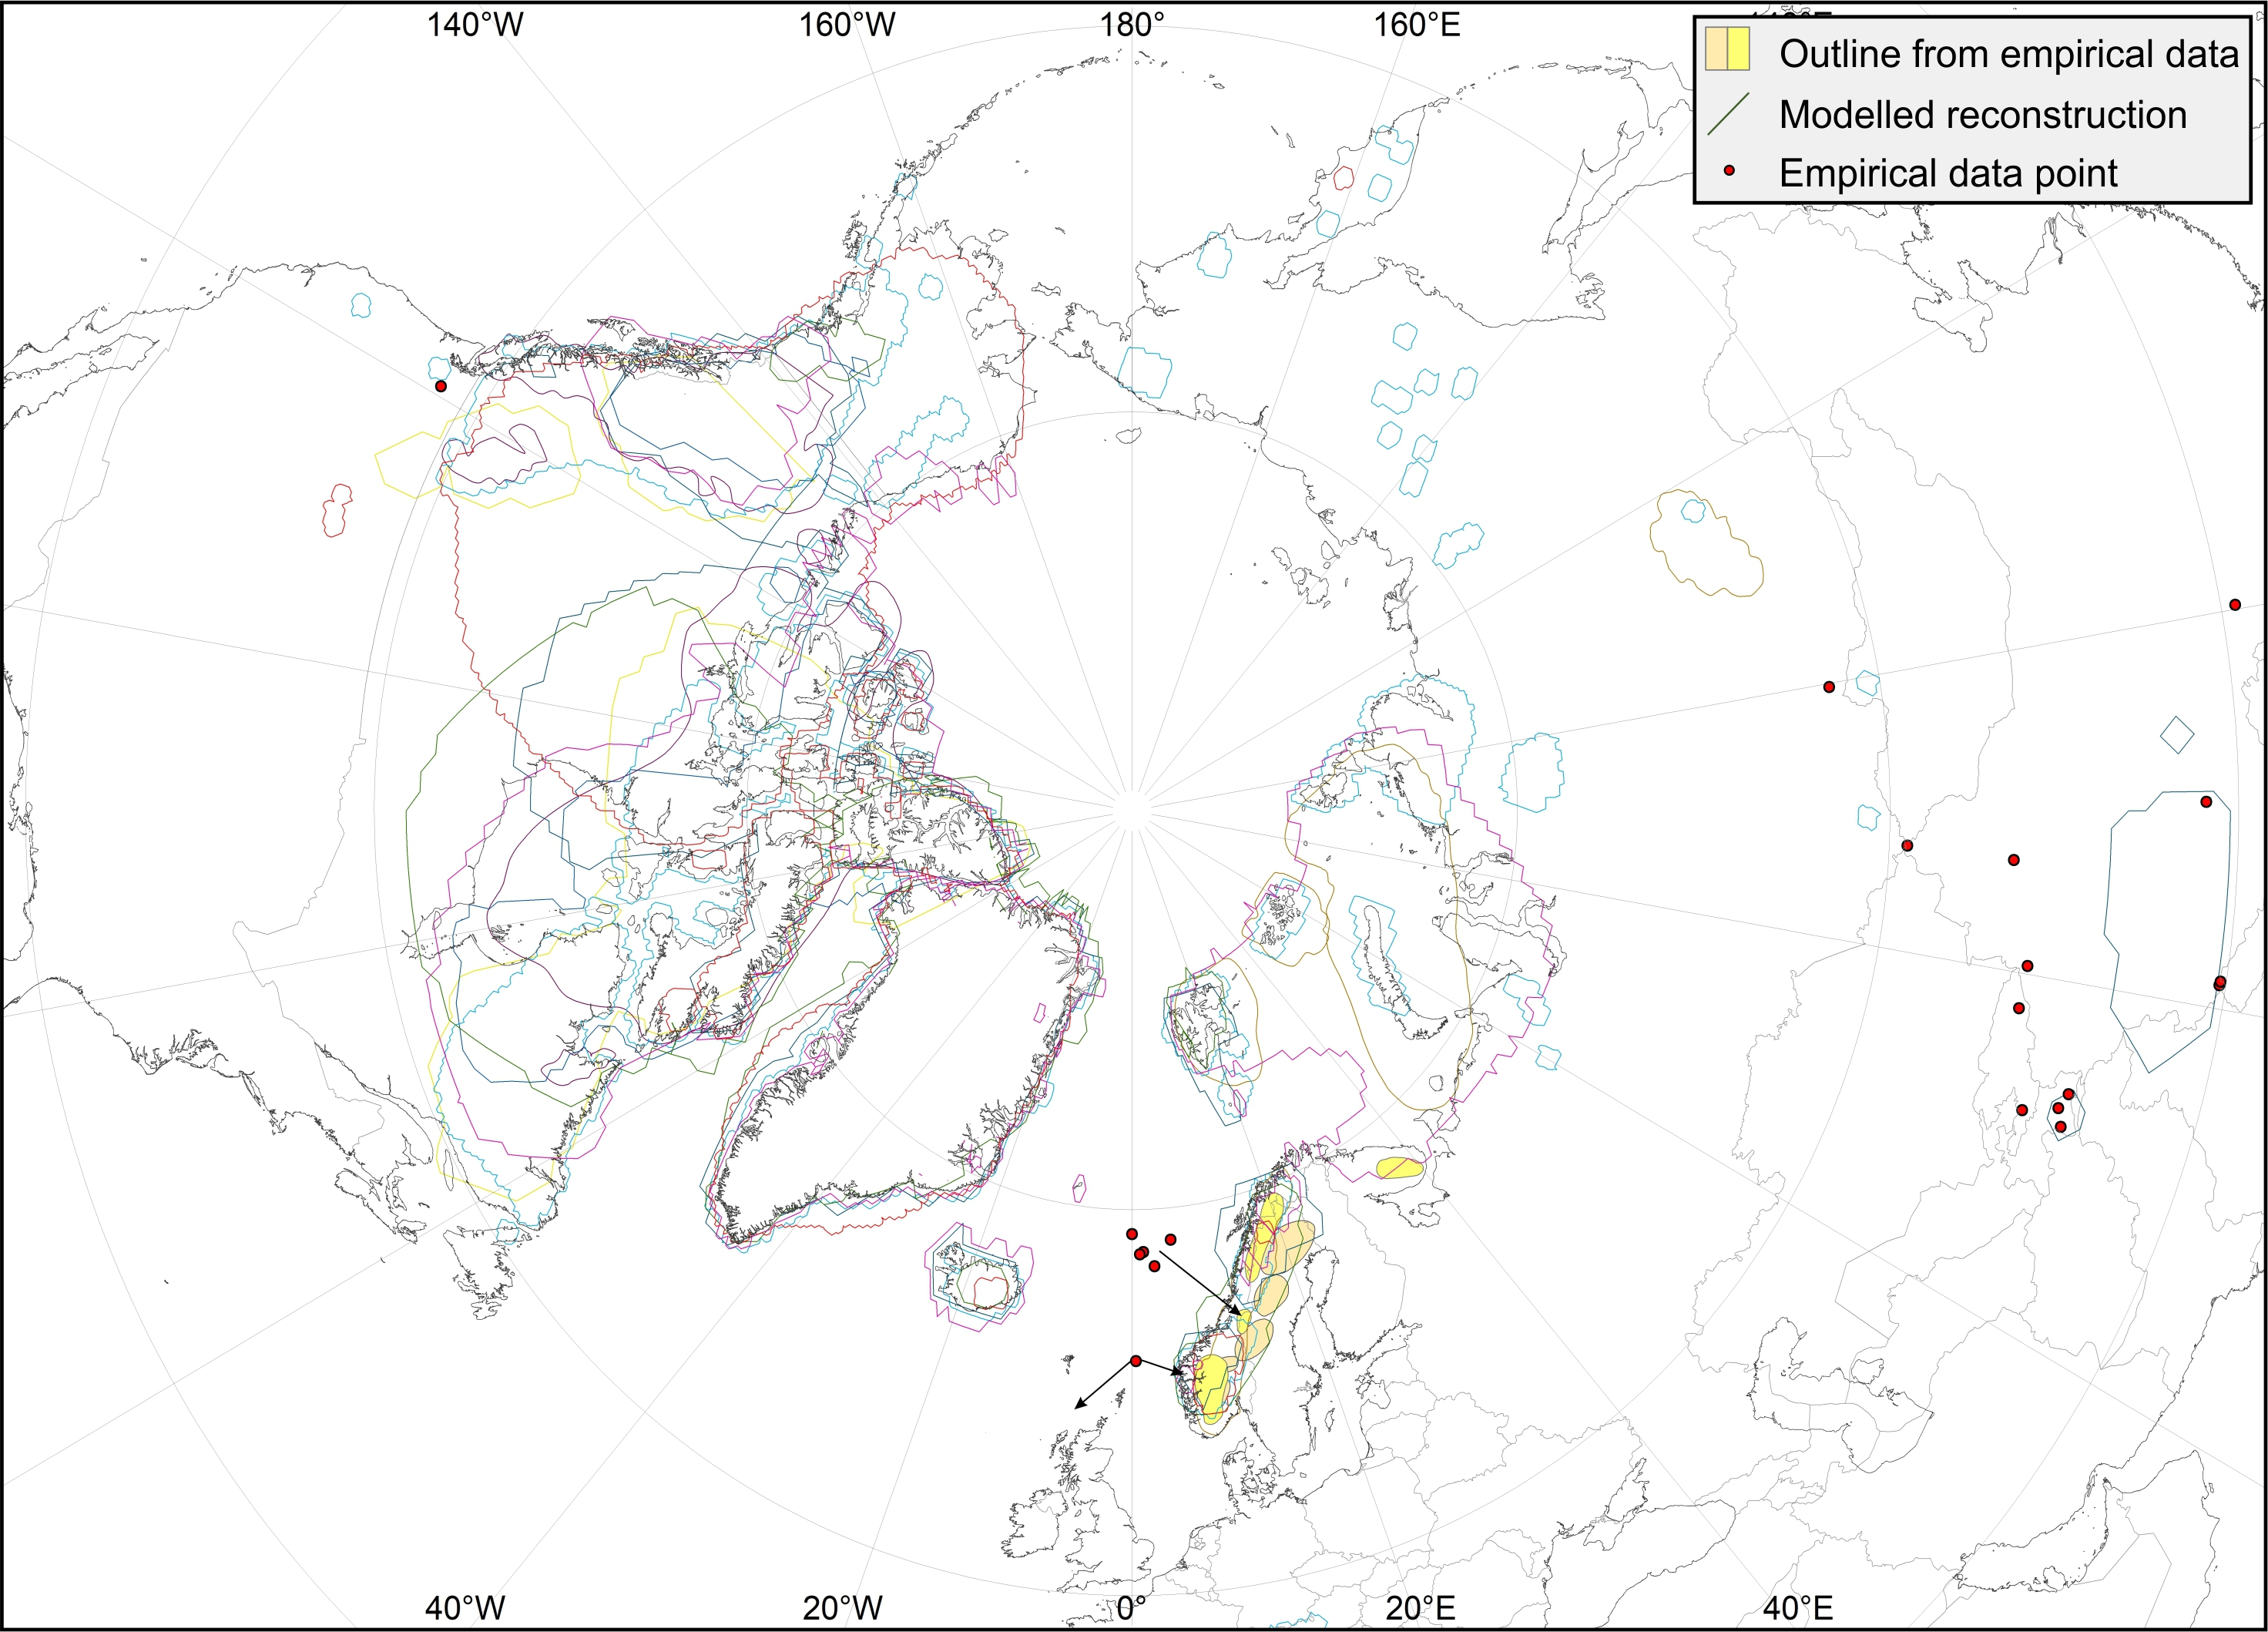 140°W 160°W 180° 160°E
Outline from empirical data
Modelled reconstruction
Empirical data point
40°W 20°W 0° 20°E 40°E